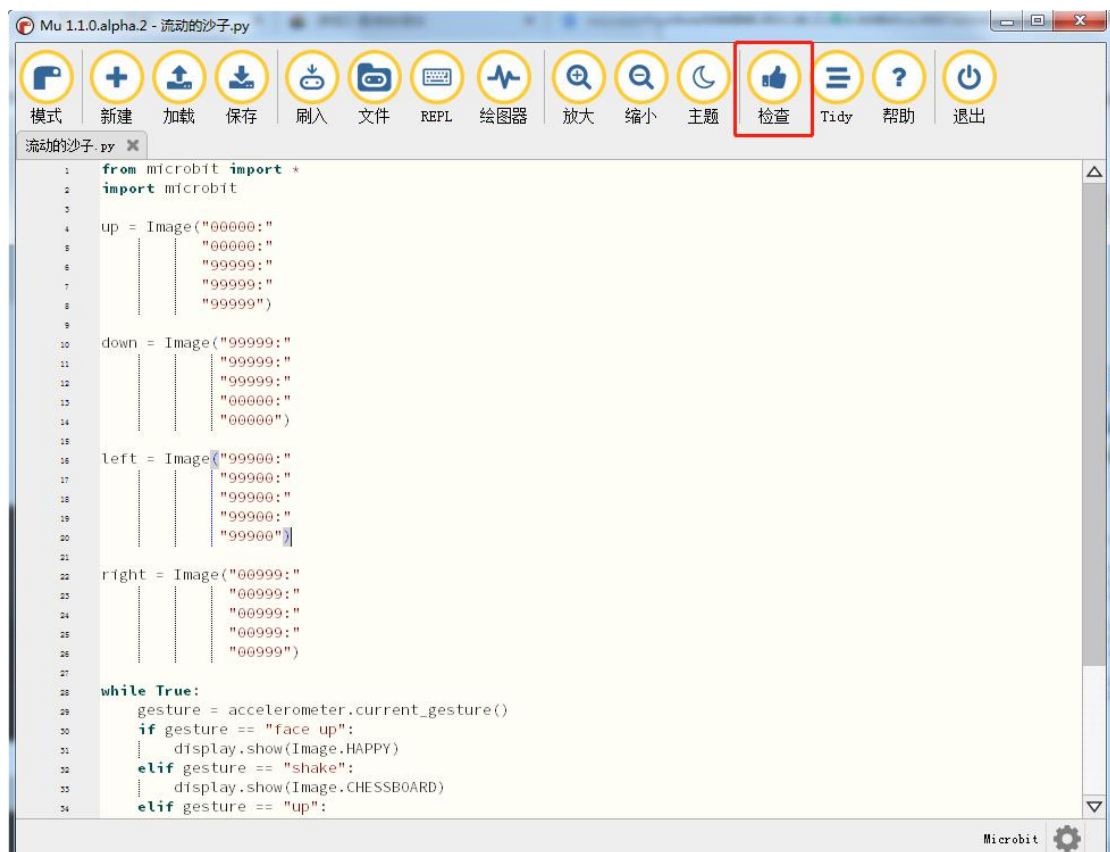 Mu 1.1.0.alpha.2 - 流动的沙子.py
模式 新建 加载 保存 刷入 文件 REPL 绘图器 放大 缩小 主题 检查 Tidy 帮助 退出
流动的沙子.py
1 from microbit import *
2 import microbit
3
4 up = Image("00000:"
5 "00000:"
6 "99999:"
7 "99999:"
8 "99999")
9
10 down = Image("99999:"
11 "99999:"
12 "99999:"
13 "00000:"
14 "00000")
15
16 left = Image("99900:"
17 "99900:"
18 "99900:"
19 "99900:"
20 "99900")
21
22 right = Image("00999:"
23 "00999:"
24 "00999:"
25 "00999:"
26 "00999")
27
28 while True:
29 gesture = accelerometer.current_gesture()
30 if gesture == "face up":
31 display.show(Image.HAPPY)
32 elif gesture == "shake":
33 display.show(Image.CHESSBOARD)
34 elif gesture == "up":
Microbit